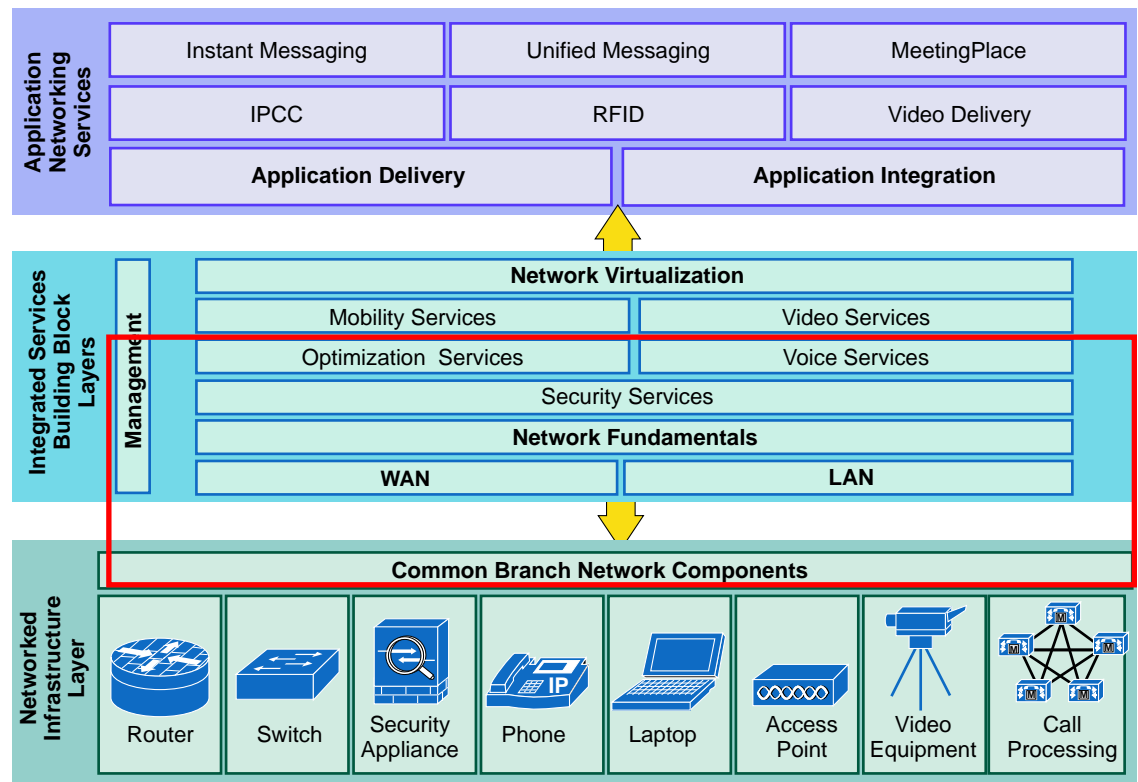 Application
Networking
Services
Instant Messaging
Unified Messaging
MeetingPlace
IPCC
RFID
Video Delivery
Application Delivery
Application Integration
Integrated Services
Building Block
Layers
Management
Network Virtualization
Mobility Services
Video Services
Optimization Services
Voice Services
Security Services
Network Fundamentals
WAN
LAN
Networked
Infrastructure
Layer
Common Branch Network Components
Router
Switch
Security
Appliance
IP
Phone
Laptop
Access
Point
Video
Equipment
M
M
M
M
M
Call
Processing